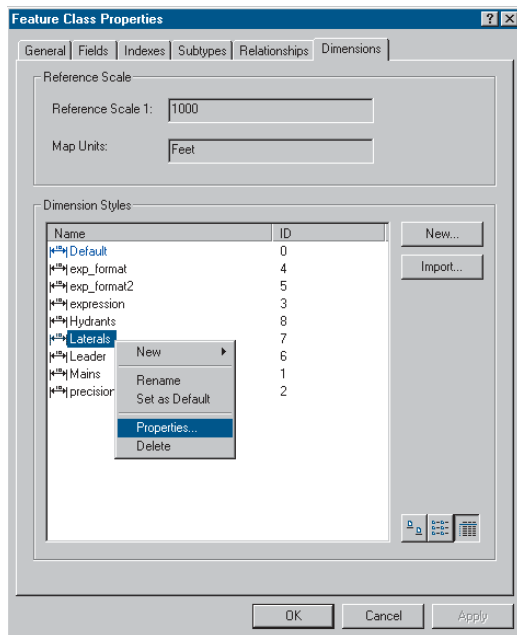 Feature Class Properties
General Fields Indexes Subtypes Relationships Dimensions
Reference Scale
Reference Scale 1: 1000
Map Units: Feet
Dimension Styles
Name ID
Default 0
exp_format 4
exp_format2 5
expression 3
Hydrants 8
Laterals 7
Leader 6
Mains 1
precision 2
New
Rename
Set as Default
Properties...
Delete
New...
Import...
OK Cancel Apply